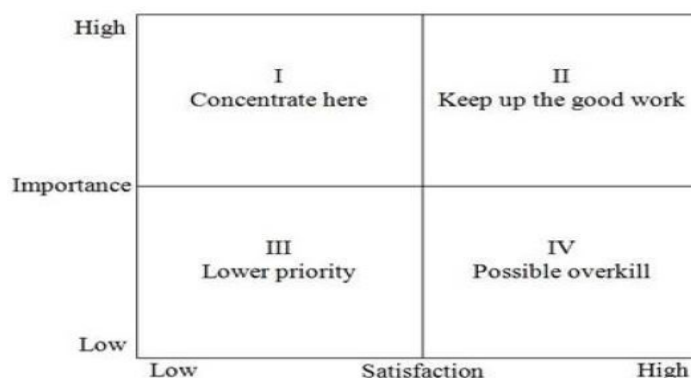 High
I
Concentrate here
II
Keep up the good work
Importance
III
Lower priority
IV
Possible overkill
Low
Low
Satisfaction
High